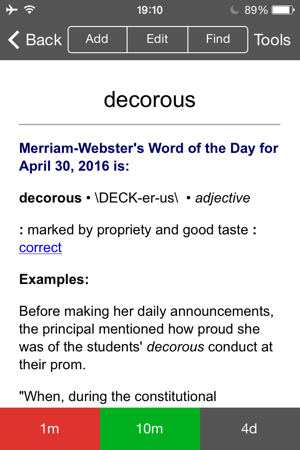 19:10 89%
Back Add Edit Find Tools
decorous
Merriam-Webster's Word of the Day for
April 30, 2016 is:
decorous • \DECK-er-us\ • adjective
: marked by propriety and good taste :
correct
Examples:
Before making her daily announcements,
the principal mentioned how proud she
was of the students' decorous conduct at
their prom.
"When, during the constitutional
1m 10m 4d